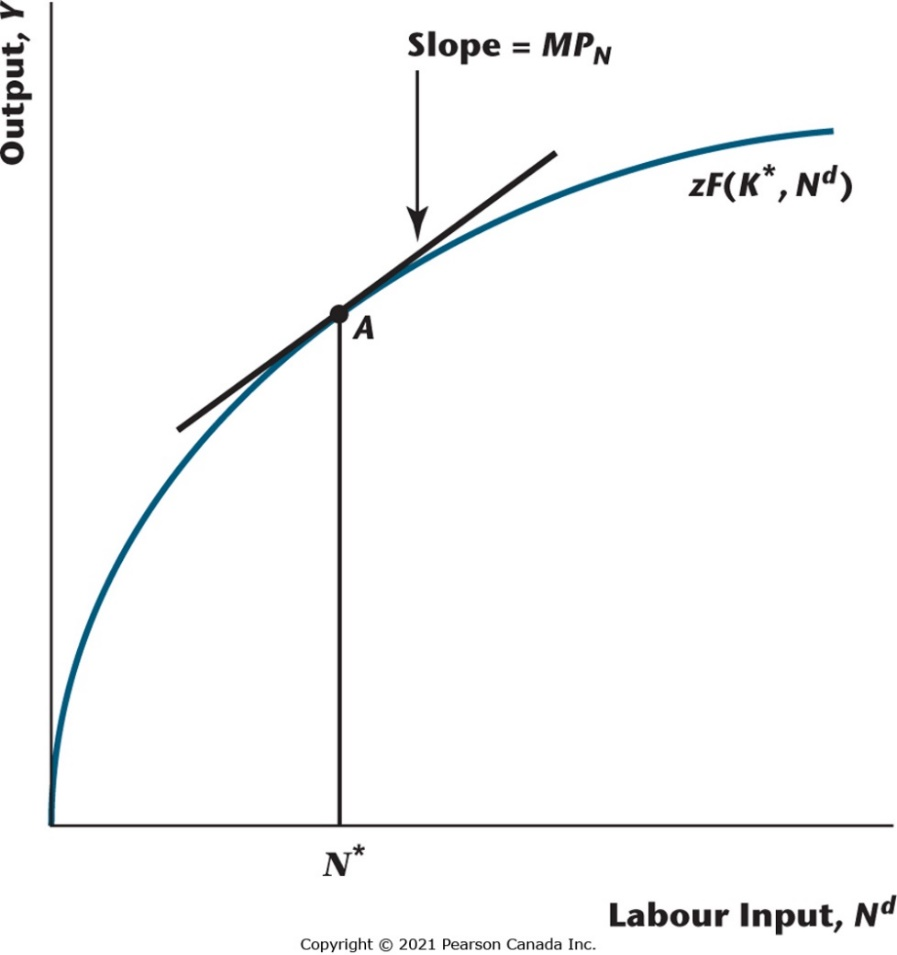 Output, Y
Slope = MP_N
zF(K*, N^d)
A
N*
Labour Input, N^d
Copyright © 2021 Pearson Canada Inc.